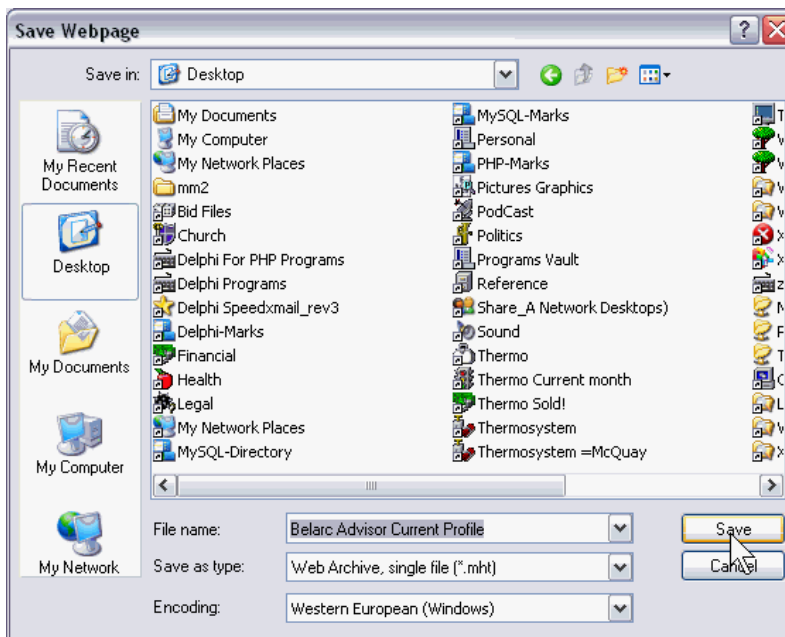 Save Webpage
Save in: Desktop
My Recent
Documents
Desktop
My Documents
My Computer
My Network
My Documents
My Computer
My Network Places
mm2
Bid Files
Church
Delphi For PHP Programs
Delphi Programs
Delphi Speedxmail_rev3
Delphi-Marks
Financial
Health
Legal
My Network Places
MySQL-Directory
MySQL-Marks
Personal
PHP-Marks
Pictures Graphics
PodCast
Politics
Programs Vault
Reference
Share_A Network Desktops)
Sound
Thermo
Thermo Current month
Thermo Sold!
Thermosystem
Thermosystem =McQuay
File name: Belarc Advisor Current Profile
Save
Save as type: Web Archive, single file (*.mht)
Cancel
Encoding: Western European (Windows)